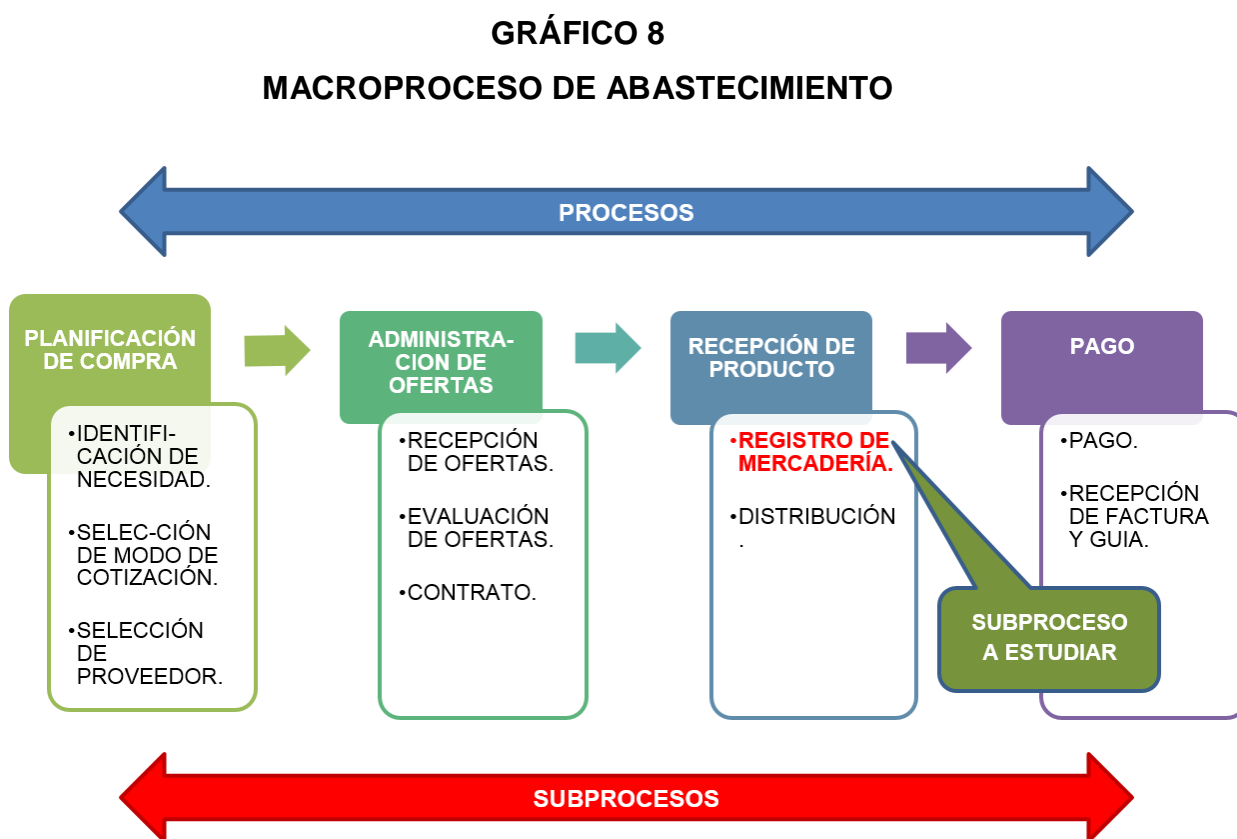 GRÁFICO 8
MACROPROCESO DE ABASTECIMIENTO
PROCESOS
PLANIFICACIÓN
DE COMPRA
•IDENTIFI-
CACIÓN DE
NECESIDAD.
•SELEC-CIÓN
DE MODO DE
COTIZACIÓN.
•SELECCIÓN
DE
PROVEEDOR.
ADMINISTRA-
CION DE
OFERTAS
•RECEPCIÓN
DE OFERTAS.
•EVALUACIÓN
DE OFERTAS.
•CONTRATO.
RECEPCIÓN DE
PRODUCTO
•REGISTRO DE
MERCADERÍA.
•DISTRIBUCIÓN
.
PAGO
•PAGO.
•RECEPCIÓN
DE FACTURA
Y GUIA.
SUBPROCESO
A ESTUDIAR
SUBPROCESOS